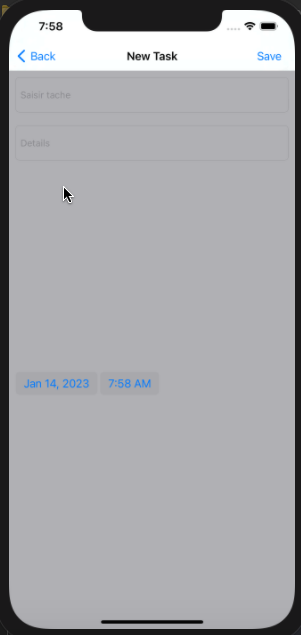 7:58
Back New Task Save
Saisir tache
Details
Jan 14, 2023 7:58 AM